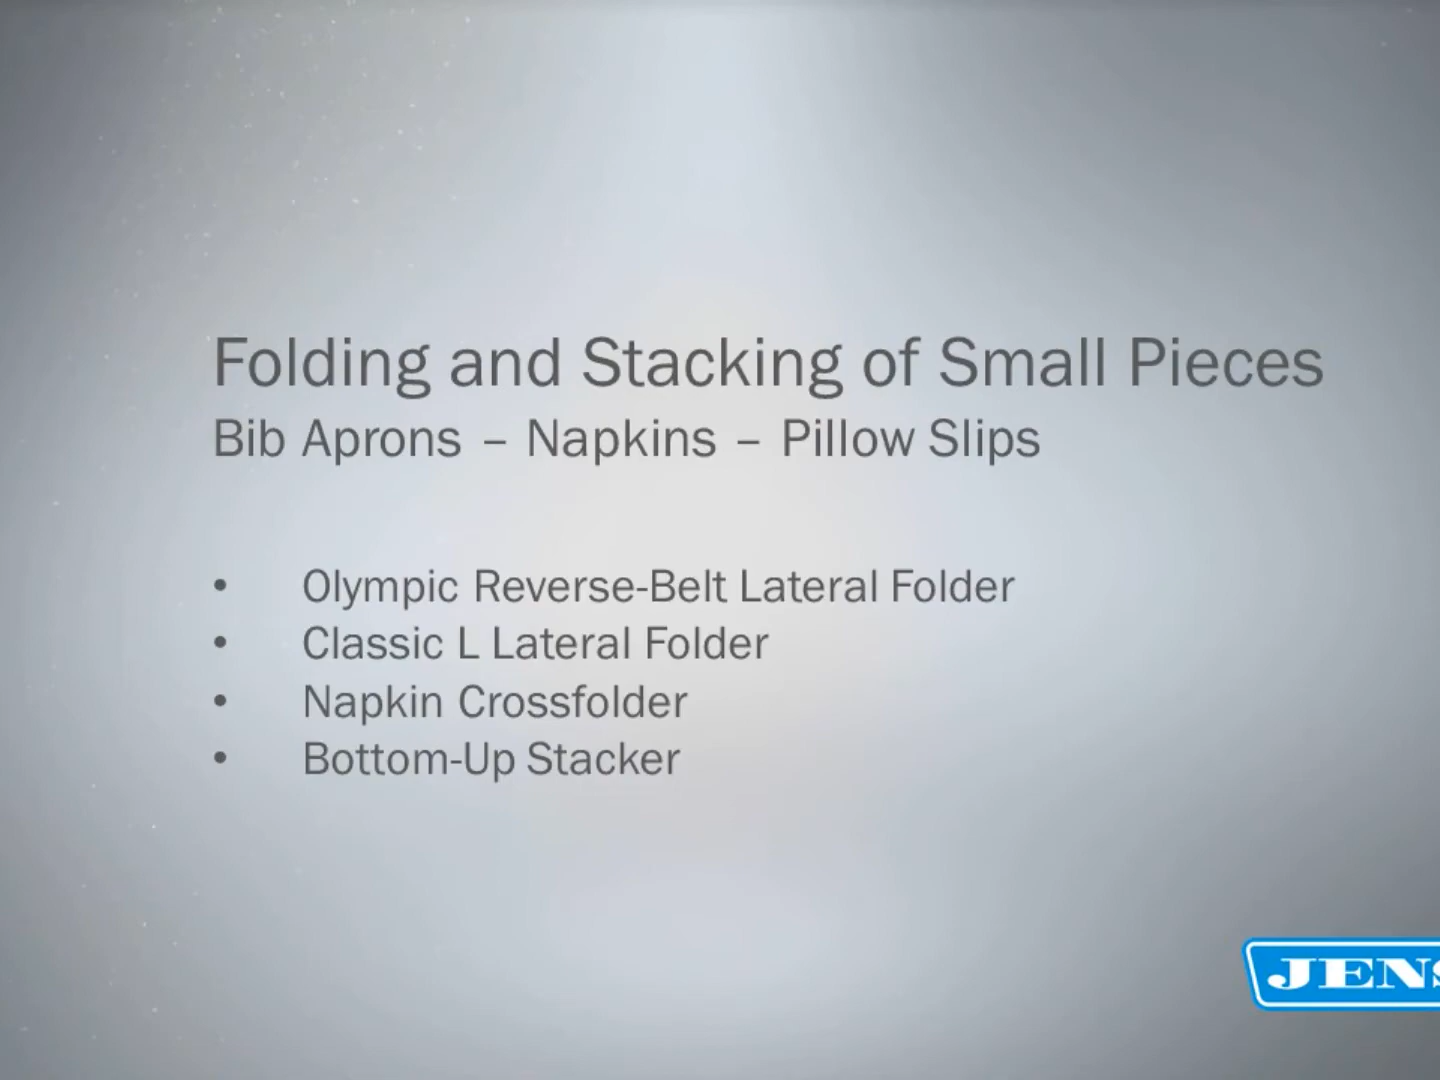 Folding and Stacking of Small Pieces
Bib Aprons – Napkins – Pillow Slips
• Olympic Reverse-Belt Lateral Folder
• Classic L Lateral Folder
• Napkin Crossfolder
• Bottom-Up Stacker